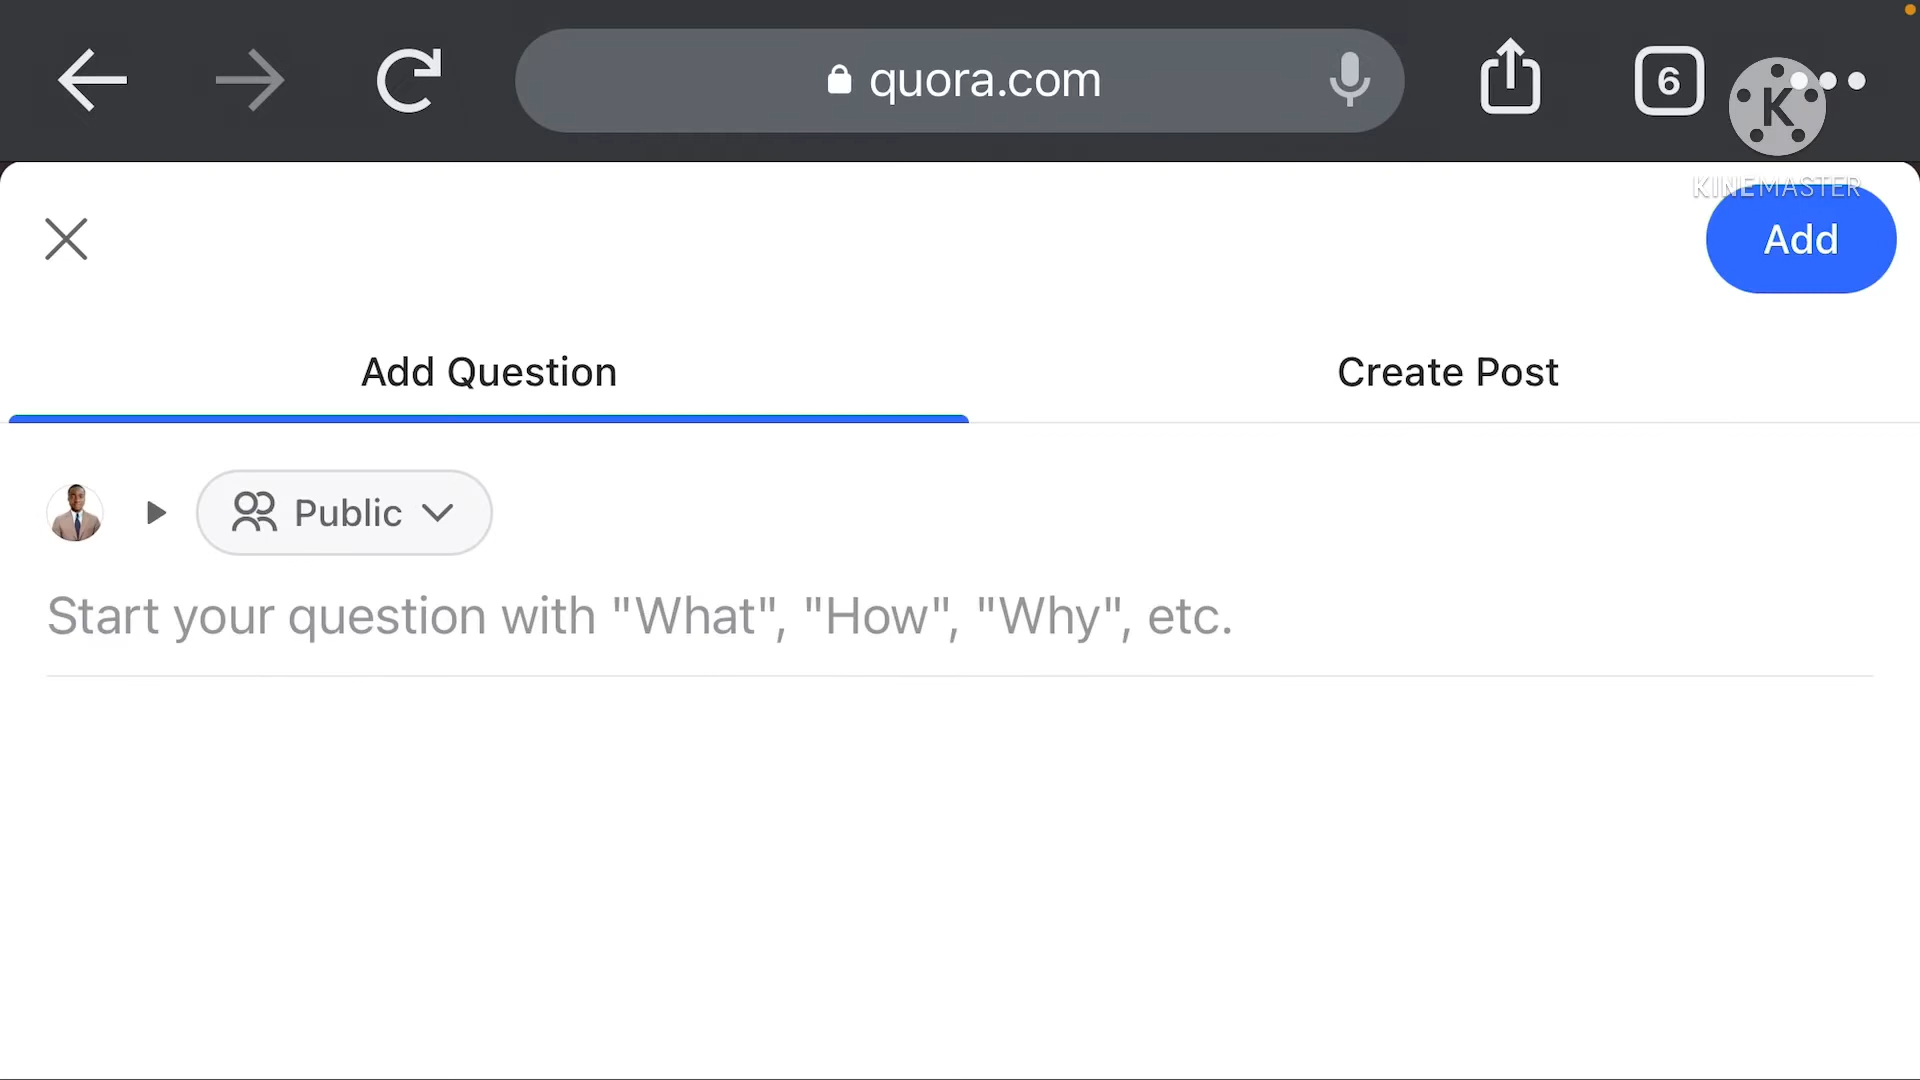 quora.com
6
K
KINEMASTER
Add
Add Question
Create Post
Public
Start your question with "What", "How", "Why", etc.